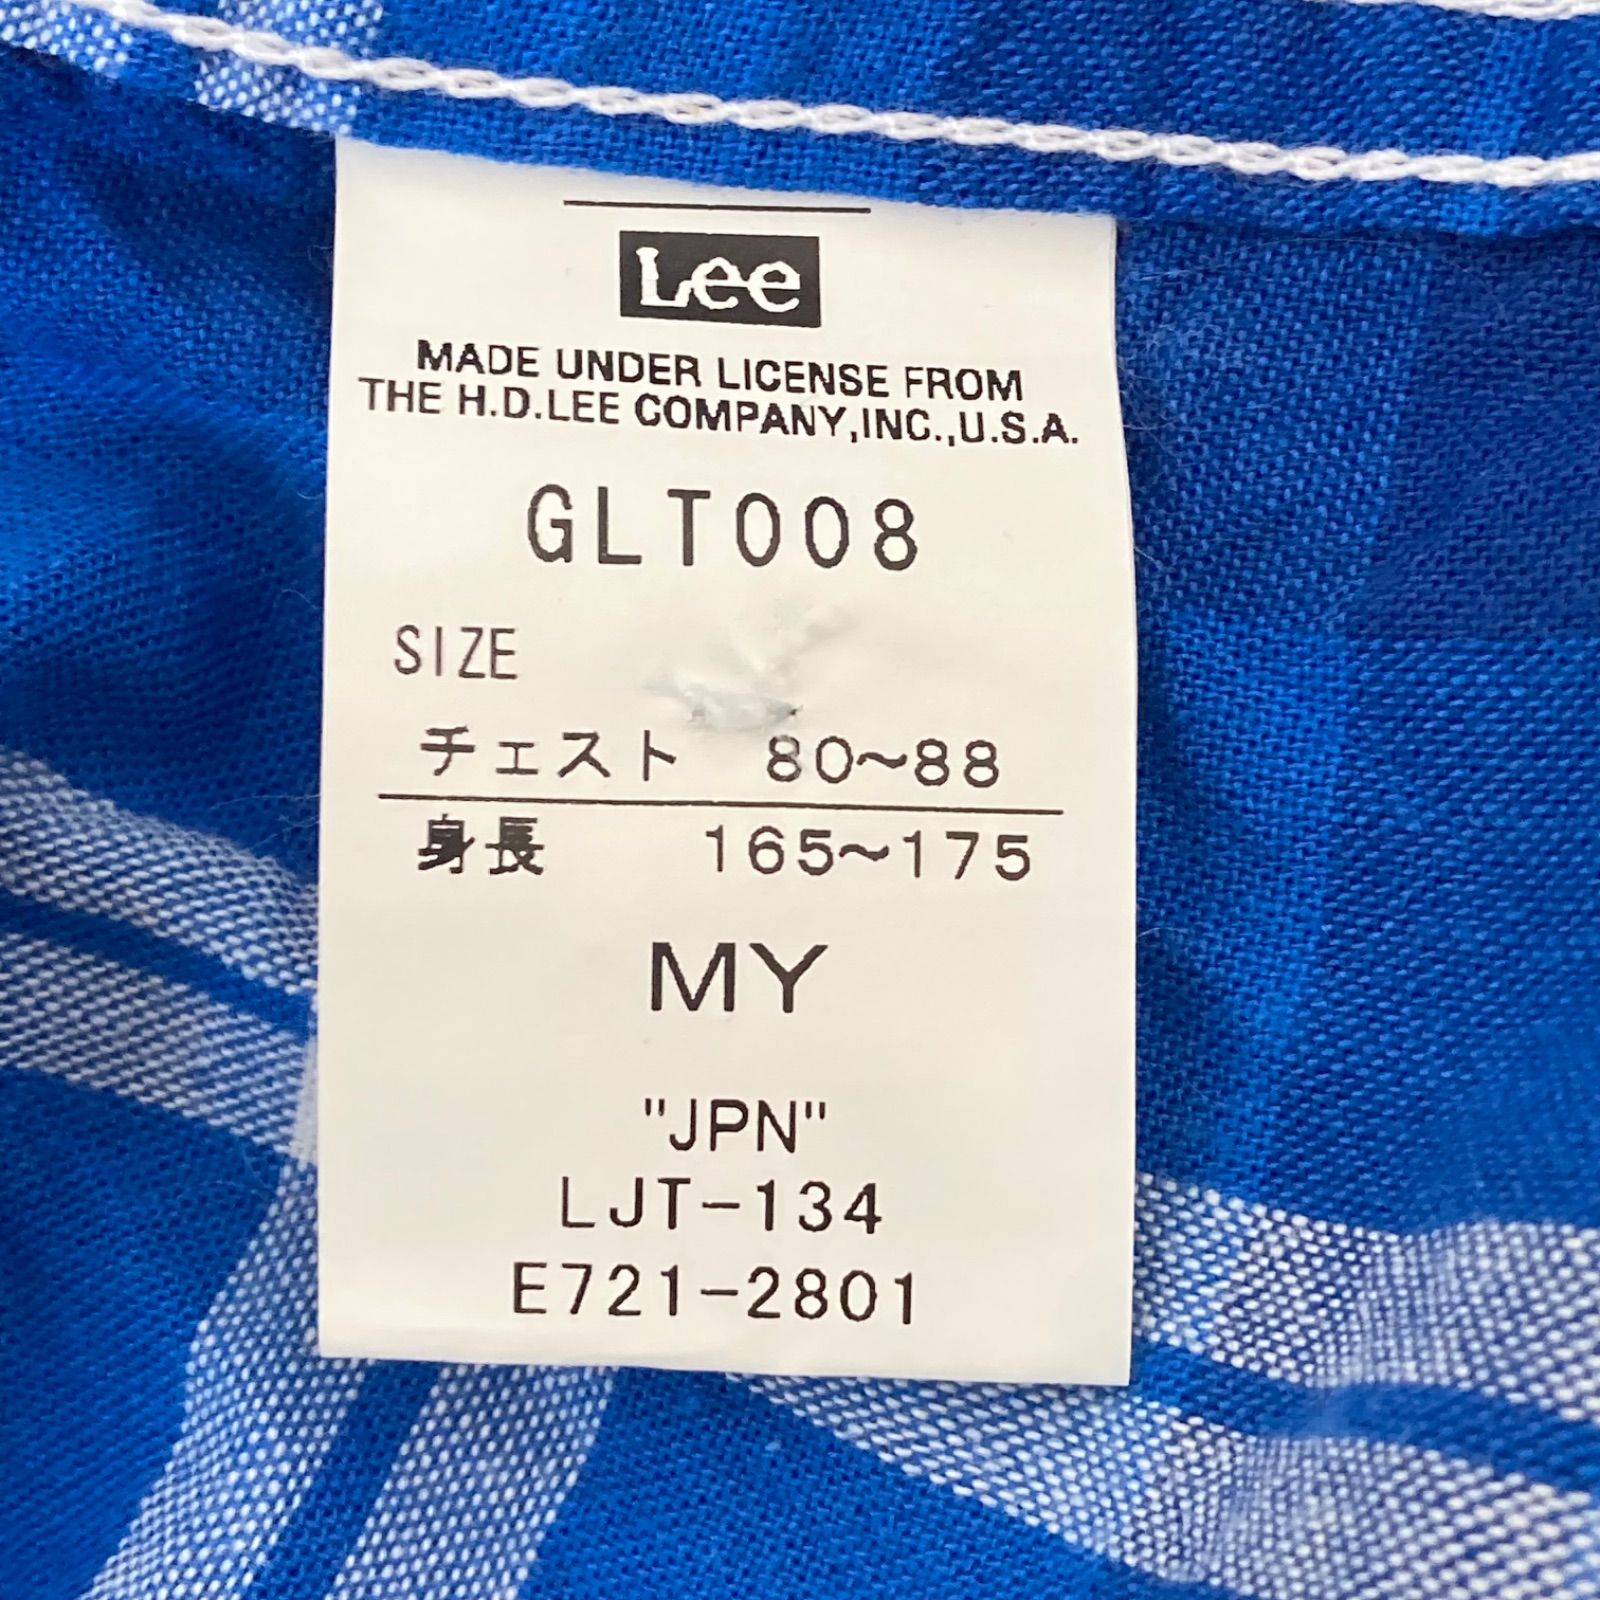 Lee
MADE UNDER LICENSE FROM
THE H.D.LEE COMPANY,INC.,U.S.A.
GLT008
SIZE
チェスト 80~88
身長 165~175
MY
"JPN"
LJT-134
E721-2801